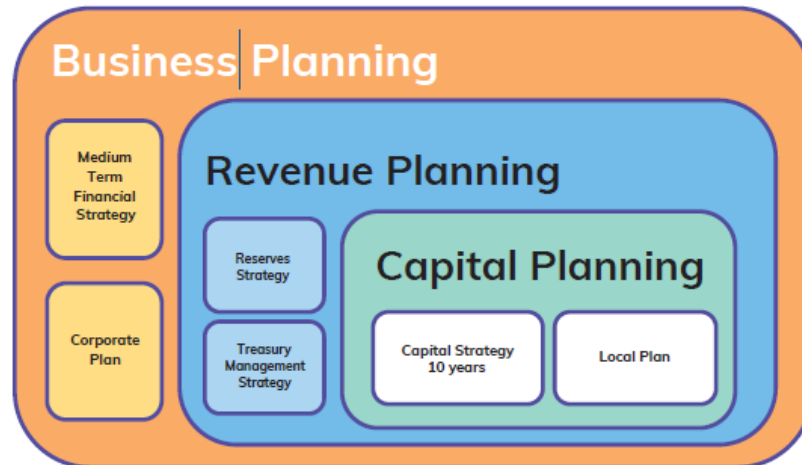 Business Planning
Medium
Term
Financial
Strategy
Corporate
Plan
Revenue Planning
Reserves
Strategy
Treasury
Management
Strategy
Capital Planning
Capital Strategy
10 years
Local Plan